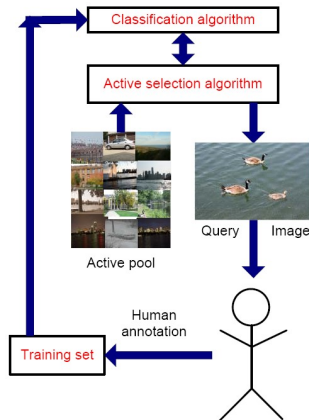 Classification algorithm
Active selection algorithm
Query Image
Active pool
Human
annotation
Training set